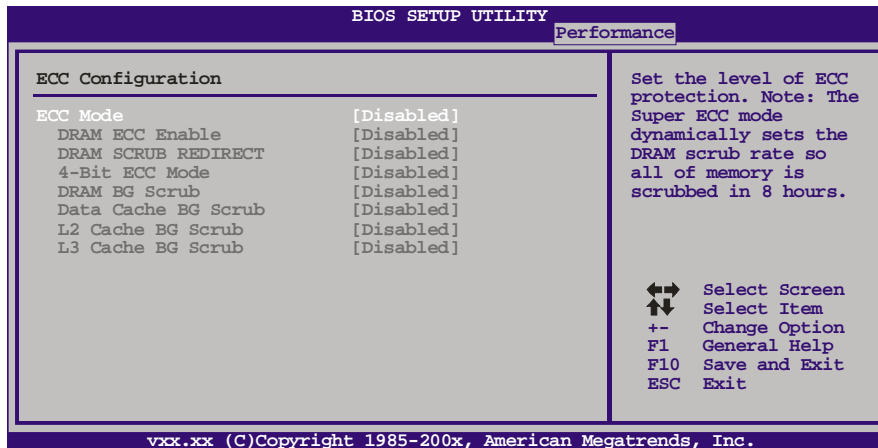 BIOS SETUP UTILITY
Performance
ECC Configuration
ECC Mode [Disabled]
DRAM ECC Enable [Disabled]
DRAM SCRUB REDIRECT [Disabled]
4-Bit ECC Mode [Disabled]
DRAM BG Scrub [Disabled]
Data Cache BG Scrub [Disabled]
L2 Cache BG Scrub [Disabled]
L3 Cache BG Scrub [Disabled]
Set the level of ECC
protection. Note: The
Super ECC mode
dynamically sets the
DRAM scrub rate so
all of memory is
scrubbed in 8 hours.
Select Screen
Select Item
+- Change Option
F1 General Help
F10 Save and Exit
ESC Exit
vxx.xx (C)Copyright 1985-200x, American Megatrends, Inc.